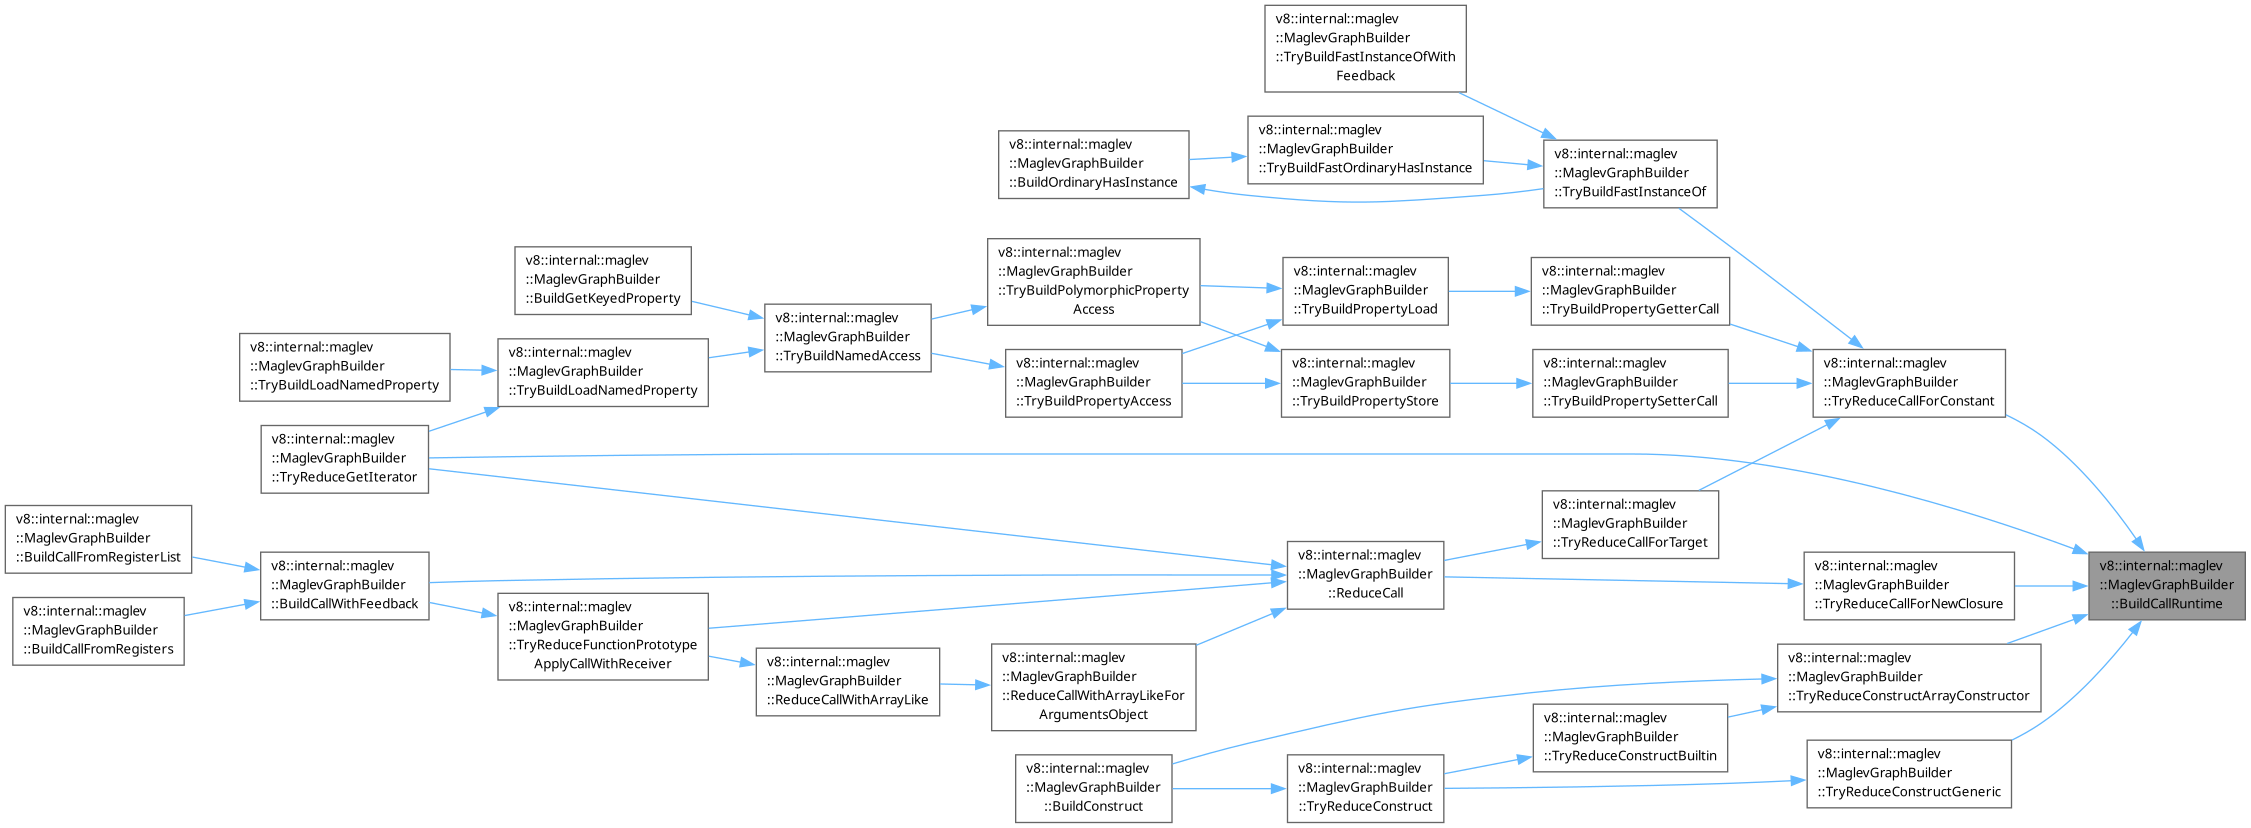 v8::internal::maglev
::MaglevGraphBuilder
::TryBuildFastInstanceOfWith
Feedback
v8::internal::maglev
::MaglevGraphBuilder
::TryBuildFastOrdinaryHasInstance
v8::internal::maglev
::MaglevGraphBuilder
::BuildOrdinaryHasInstance
v8::internal::maglev
::MaglevGraphBuilder
::TryBuildFastInstanceOf
v8::internal::maglev
::MaglevGraphBuilder
::BuildGetKeyedProperty
v8::internal::maglev
::MaglevGraphBuilder
::TryBuildPolymorphicProperty
Access
v8::internal::maglev
::MaglevGraphBuilder
::TryBuildPropertyLoad
v8::internal::maglev
::MaglevGraphBuilder
::TryBuildPropertyGetterCall
v8::internal::maglev
::MaglevGraphBuilder
::TryBuildNamedAccess
v8::internal::maglev
::MaglevGraphBuilder
::TryBuildLoadNamedProperty
v8::internal::maglev
::MaglevGraphBuilder
::TryBuildLoadNamedProperty
v8::internal::maglev
::MaglevGraphBuilder
::TryBuildPropertyAccess
v8::internal::maglev
::MaglevGraphBuilder
::TryBuildPropertyStore
v8::internal::maglev
::MaglevGraphBuilder
::TryBuildPropertySetterCall
v8::internal::maglev
::MaglevGraphBuilder
::TryReduceCallForConstant
v8::internal::maglev
::MaglevGraphBuilder
::TryReduceGetIterator
v8::internal::maglev
::MaglevGraphBuilder
::BuildCallFromRegisterList
v8::internal::maglev
::MaglevGraphBuilder
::TryReduceCallForTarget
v8::internal::maglev
::MaglevGraphBuilder
::BuildCallWithFeedback
v8::internal::maglev
::MaglevGraphBuilder
::ReduceCall
v8::internal::maglev
::MaglevGraphBuilder
::TryReduceCallForNewClosure
v8::internal::maglev
::MaglevGraphBuilder
::BuildCallRuntime
v8::internal::maglev
::MaglevGraphBuilder
::BuildCallFromRegisters
v8::internal::maglev
::MaglevGraphBuilder
::TryReduceFunctionPrototype
ApplyCallWithReceiver
v8::internal::maglev
::MaglevGraphBuilder
::ReduceCallWithArrayLike
v8::internal::maglev
::MaglevGraphBuilder
::ReduceCallWithArrayLikeFor
ArgumentsObject
v8::internal::maglev
::MaglevGraphBuilder
::TryReduceConstructArrayConstructor
v8::internal::maglev
::MaglevGraphBuilder
::TryReduceConstructBuiltin
v8::internal::maglev
::MaglevGraphBuilder
::BuildConstruct
v8::internal::maglev
::MaglevGraphBuilder
::TryReduceConstruct
v8::internal::maglev
::MaglevGraphBuilder
::TryReduceConstructGeneric